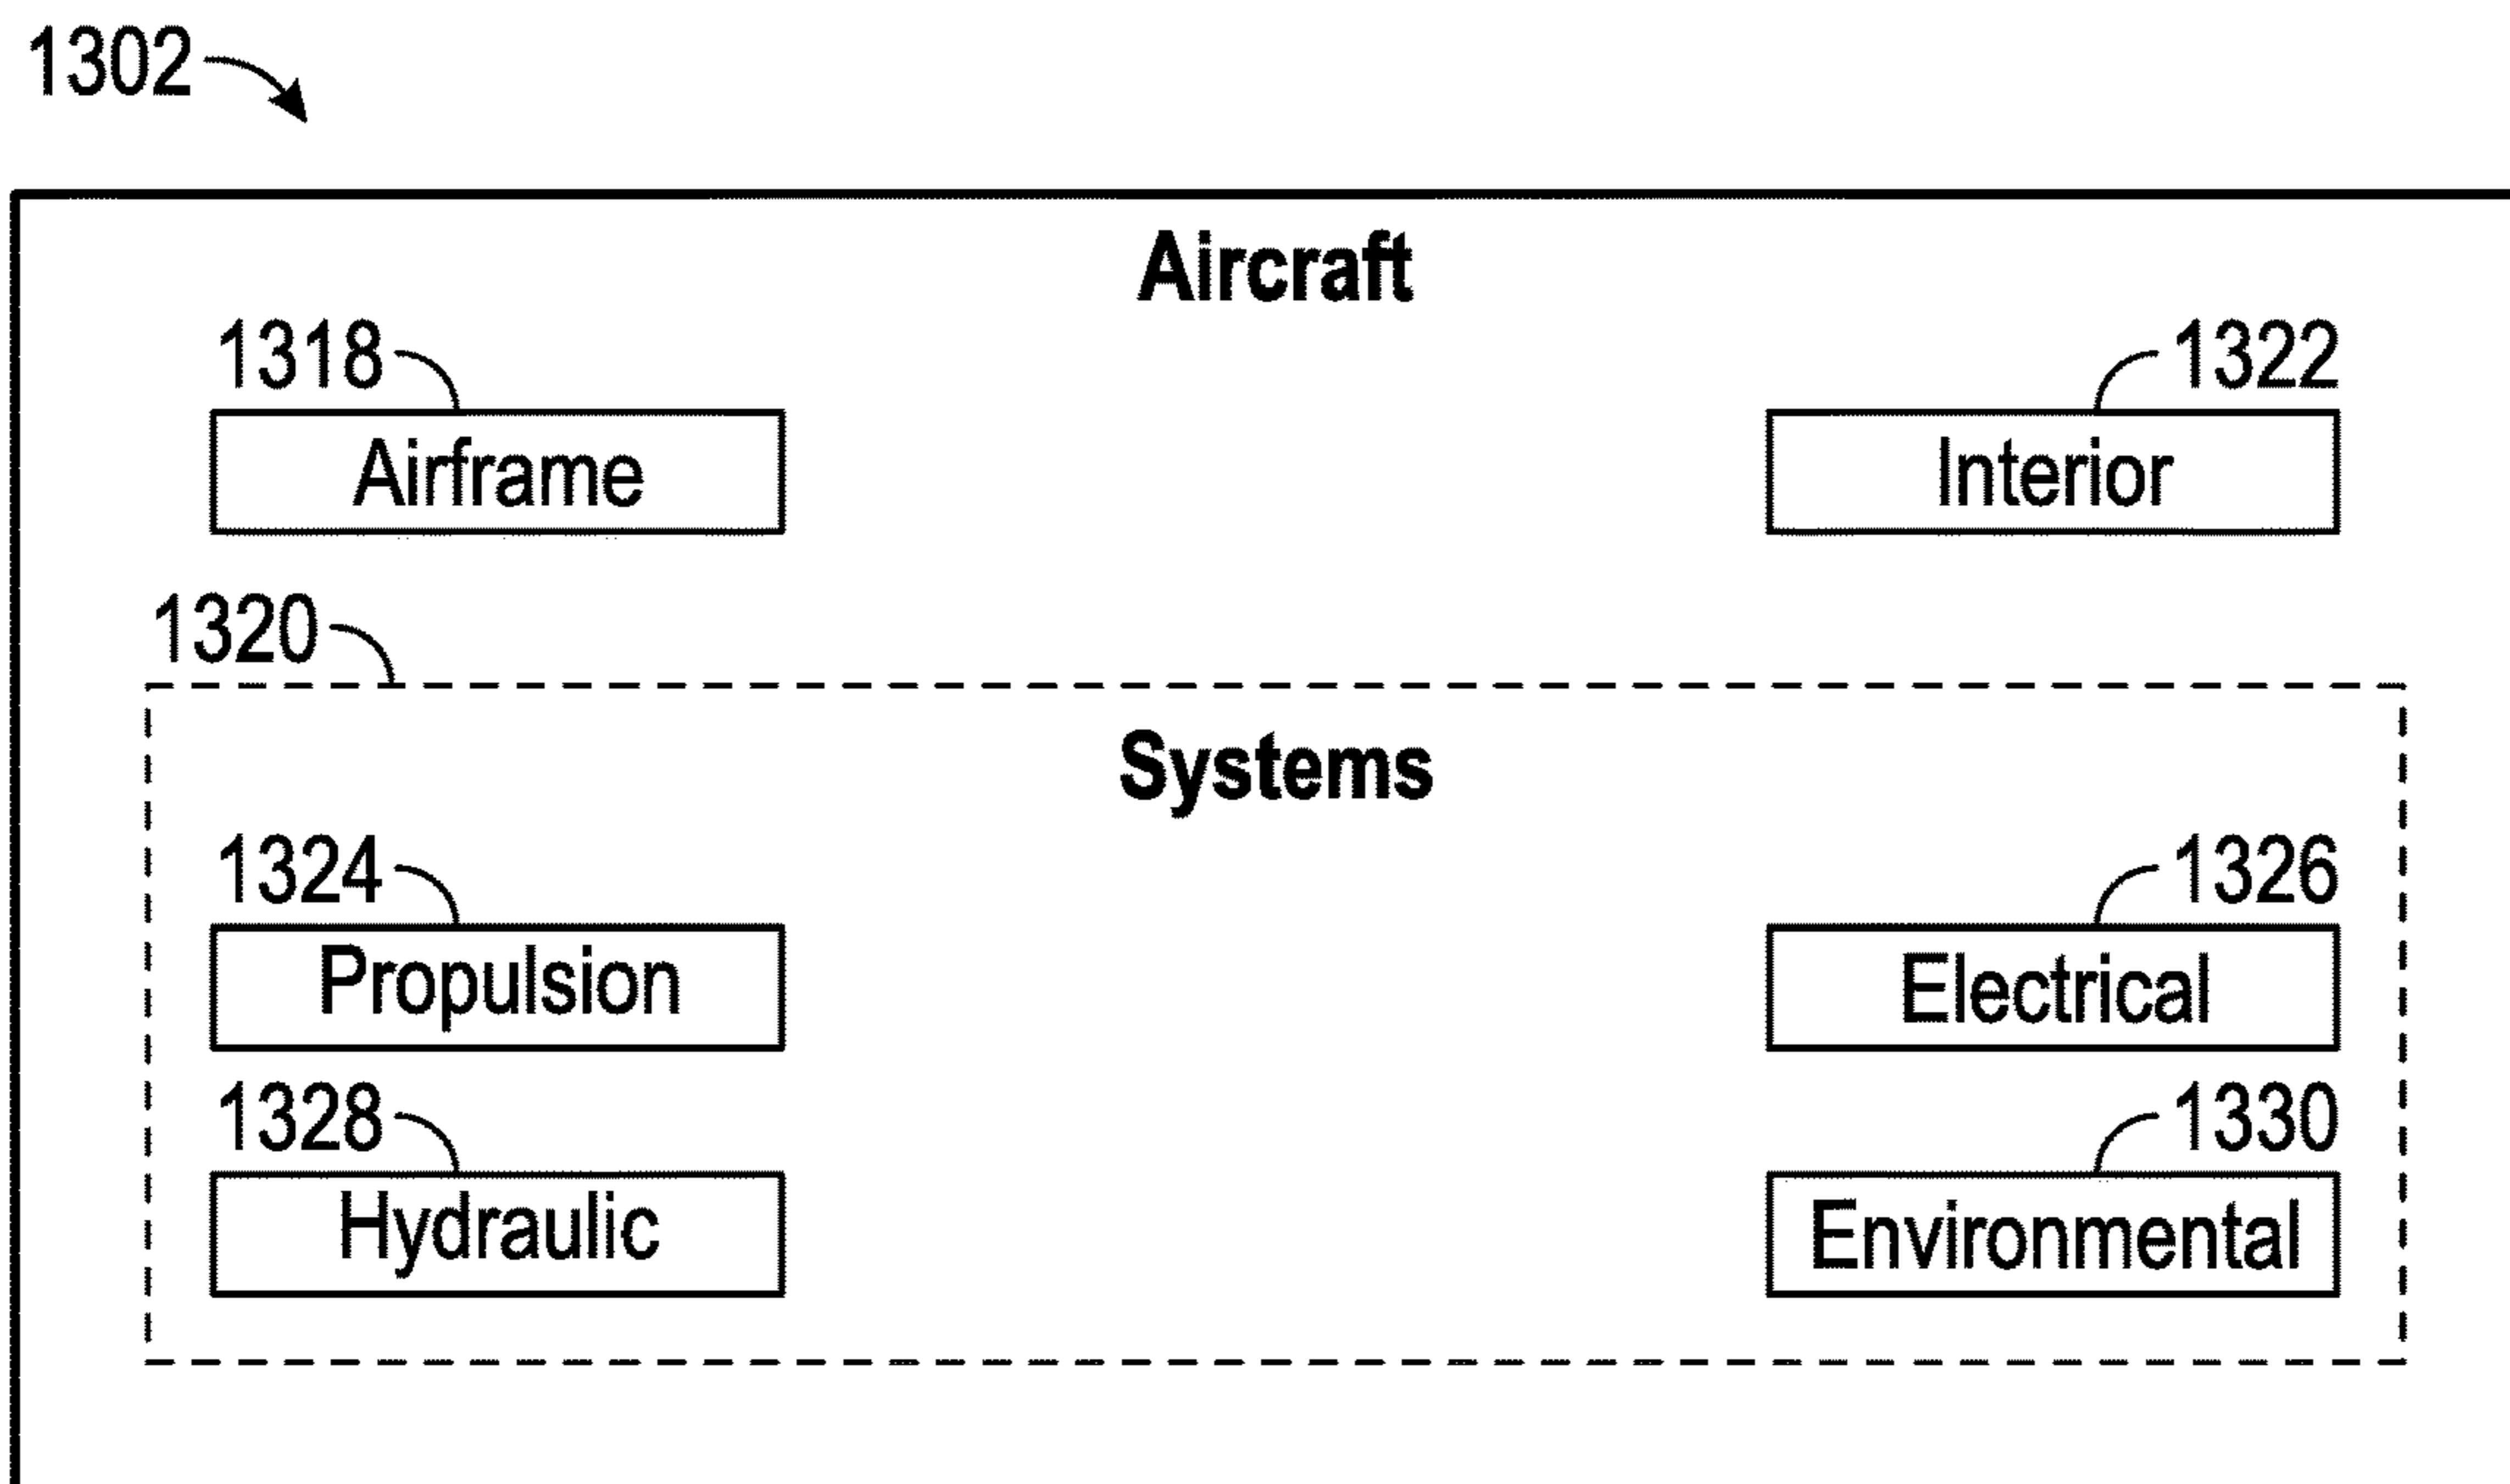 1302
Aircraft
1318 1322
Airframe Interior
1320
Systems
1324 1326
Propulsion Electrical
1328 1330
Hydraulic Environmental